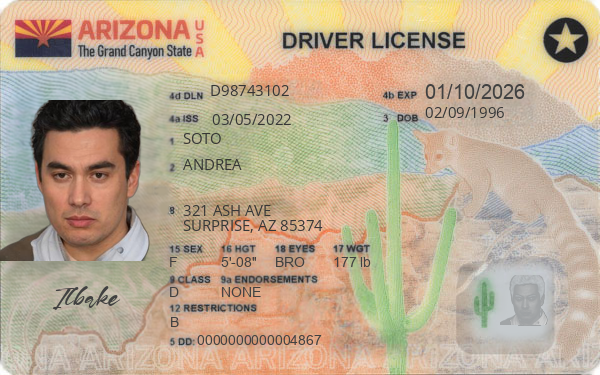 ARIZONA USA
The Grand Canyon State
DRIVER LICENSE
4d DLN D98743102
4b EXP 01/10/2026
4a ISS 03/05/2022
3 DOB 02/09/1996
1 SOTO
2 ANDREA
8 321 ASH AVE
SURPRISE, AZ 85374
15 SEX 16 HGT 18 EYES 17 WGT
F 5'-08" BRO 177 lb
9 CLASS 9a ENDORSEMENTS
D NONE
12 RESTRICTIONS
B
5 DD: 0000000000004867
Ilbake
ARIZONA ARIZONA ARIZONA ARIZONA